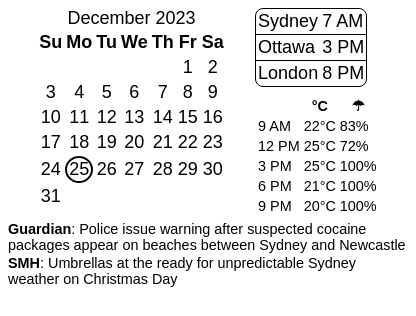 December 2023
Su Mo Tu We Th Fr Sa
1 2
3 4 5 6 7 8 9
10 11 12 13 14 15 16
17 18 19 20 21 22 23
24 25 26 27 28 29 30
31
Sydney 7 AM
Ottawa 3 PM
London 8 PM
°C ☂
9 AM 22°C 83%
12 PM 25°C 72%
3 PM 25°C 100%
6 PM 21°C 100%
9 PM 20°C 100%
Guardian: Police issue warning after suspected cocaine
packages appear on beaches between Sydney and Newcastle
SMH: Umbrellas at the ready for unpredictable Sydney
weather on Christmas Day